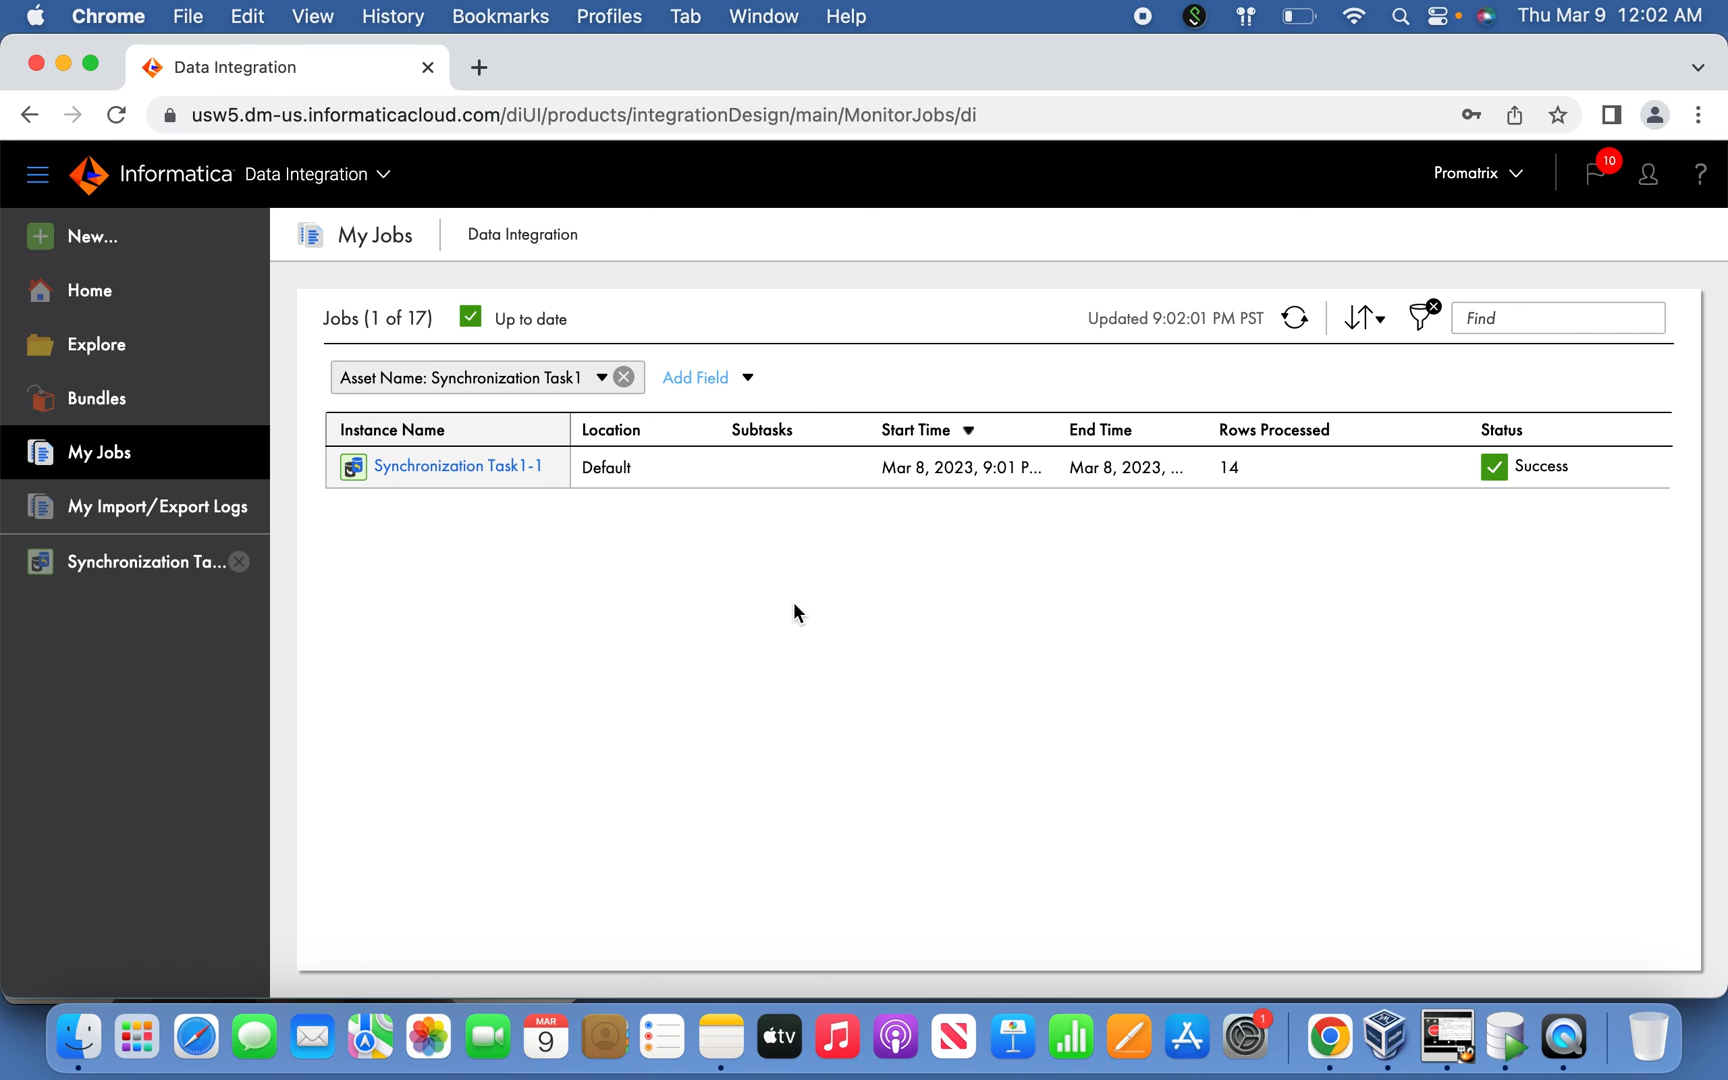 Chrome File Edit View History Bookmarks Profiles Tab Window Help Thu Mar 9 12:02 AM
Data Integration
usw5.dm-us.informaticacloud.com/diUI/products/integrationDesign/main/MonitorJobs/di
Informatica Data Integration Promatrix 10 ?
New...
Home
Explore
Bundles
My Jobs
My Import/Export Logs
Synchronization Ta...
My Jobs Data Integration
Jobs (1 of 17) Up to date Updated 9:02:01 PM PST Find
Asset Name: Synchronization Task1 Add Field
Instance Name Location Subtasks Start Time End Time Rows Processed Status
Synchronization Task1-1 Default Mar 8, 2023, 9:01 P... Mar 8, 2023, ... 14 Success
MAR
9
tv
1